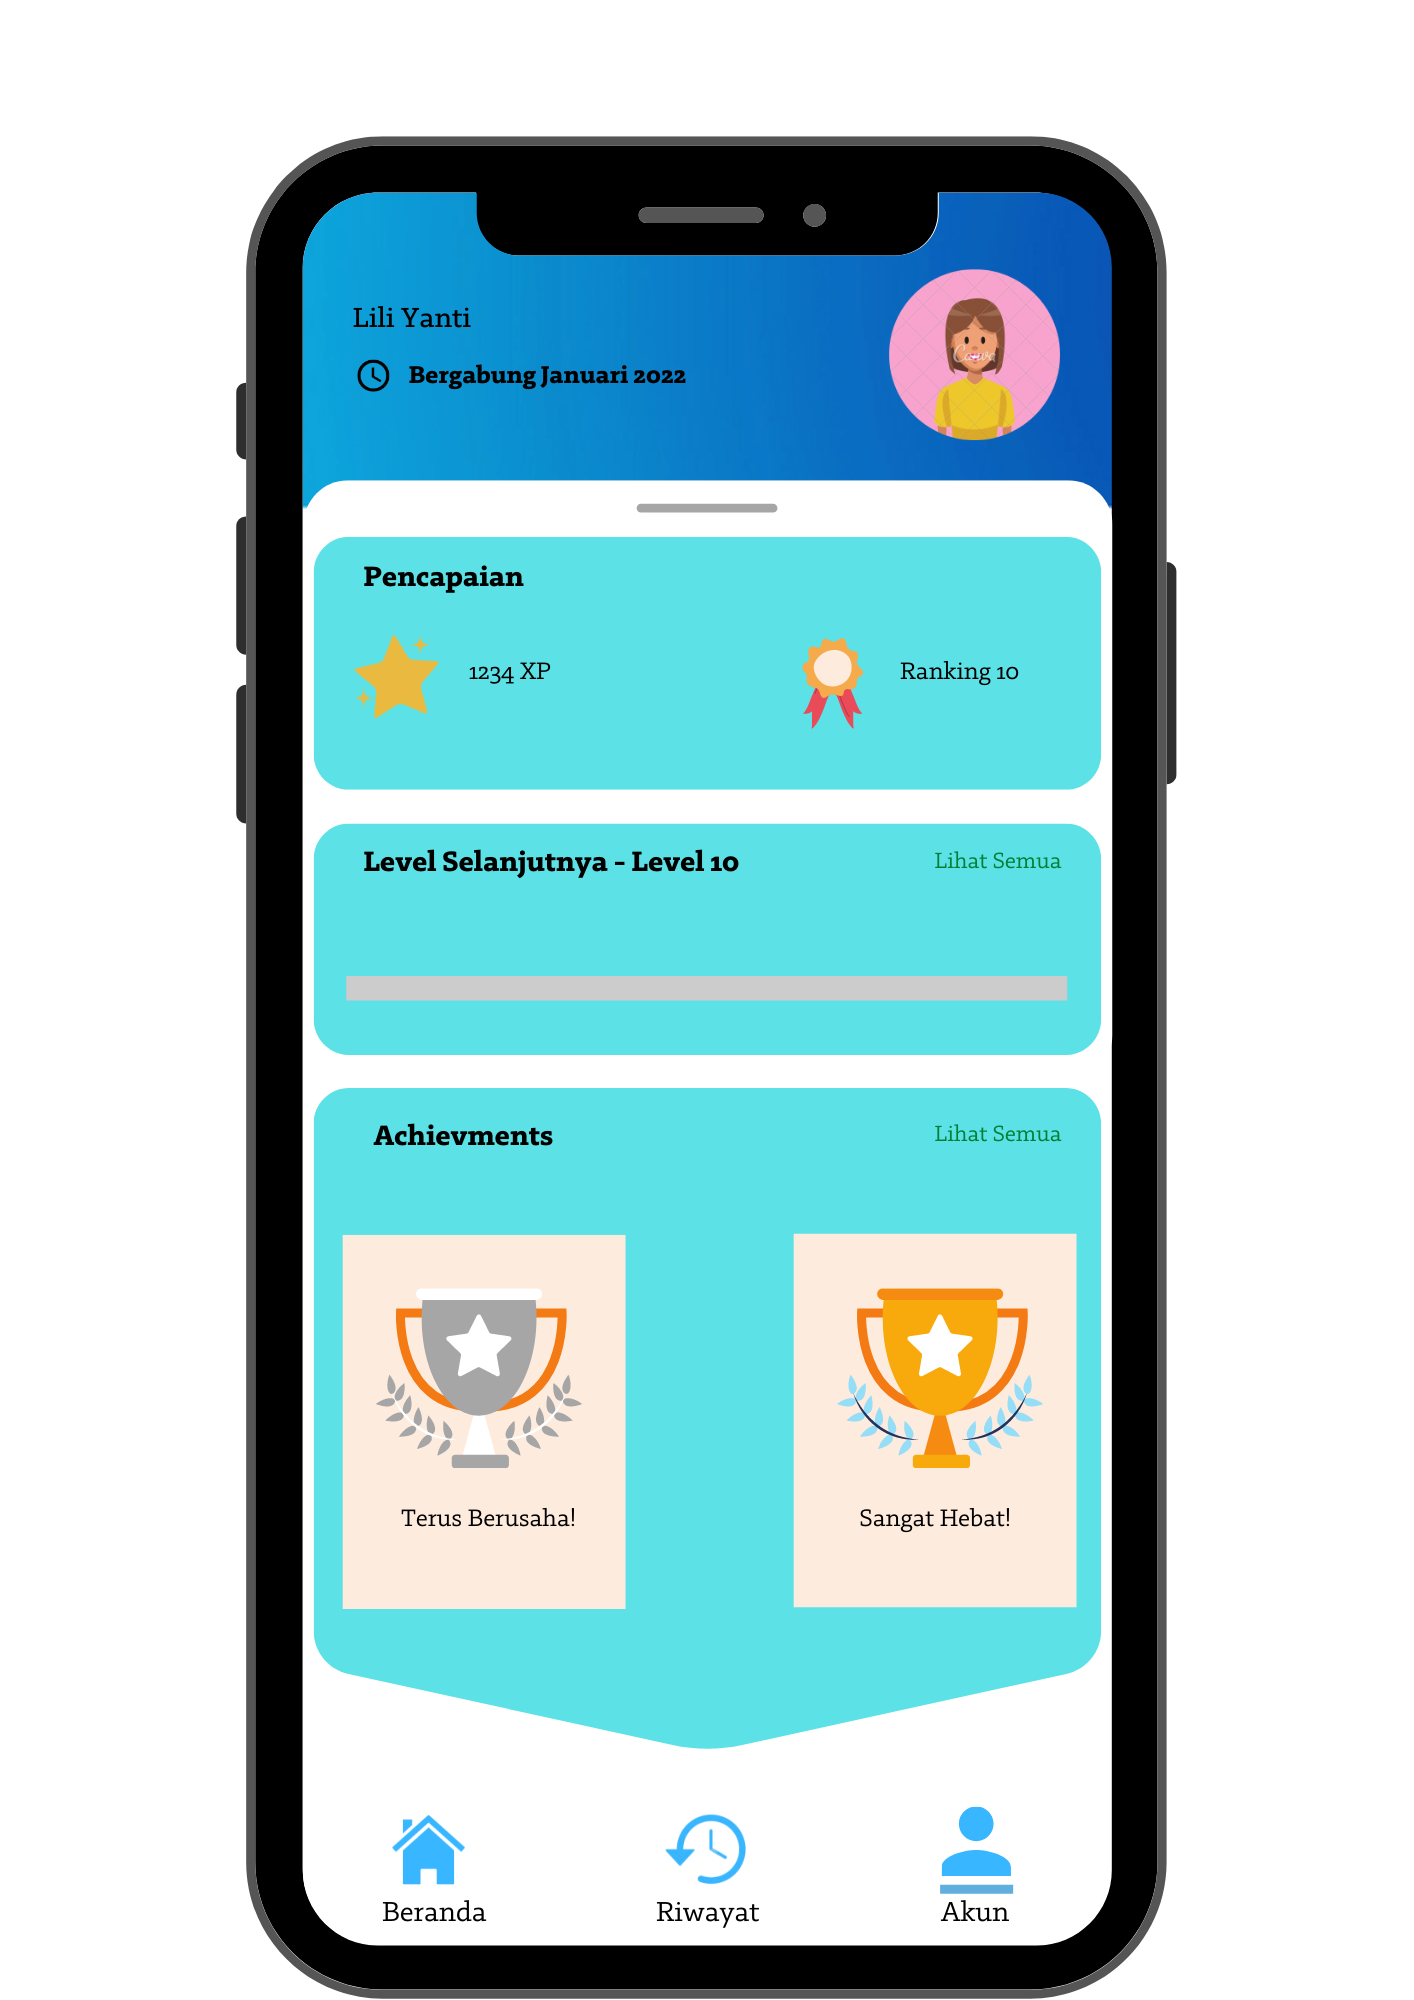 Lili Yanti
Bergabung Januari 2022
Canva
Pencapaian
1234 XP
Ranking 10
Level Selanjutnya - Level 10
Lihat Semua
Achievments
Lihat Semua
Terus Berusaha!
Sangat Hebat!
Beranda
Riwayat
Akun